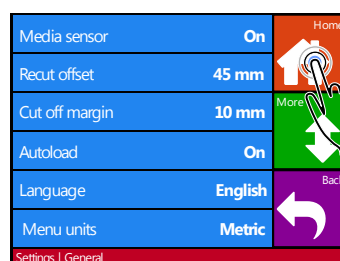 Media sensor On
Home
Recut offset 45 mm
Cut off margin 10 mm
More
Autoload On
Language English
Back
Menu units Metric
Settings | General